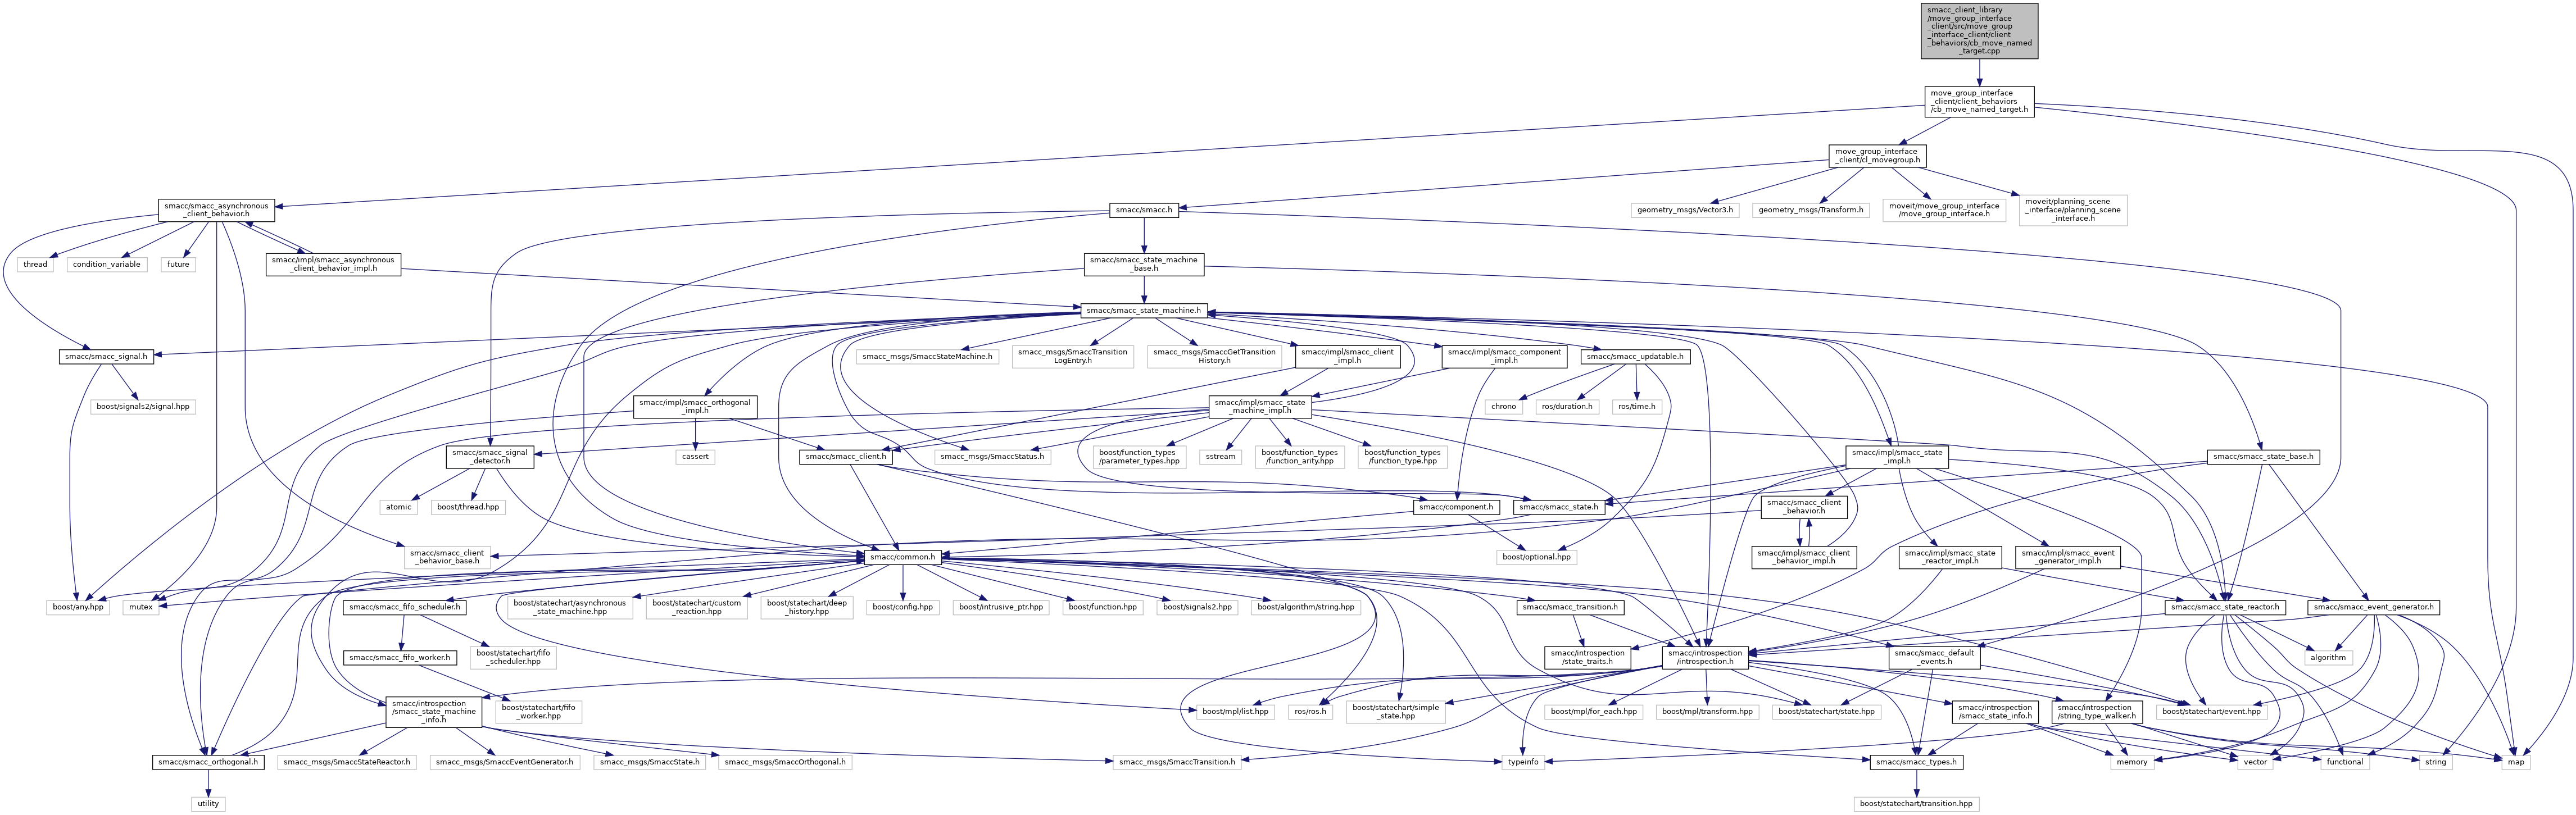 smacc_client_library
/move_group_interface
_client/src/move_group
_interface_client/client
_behaviors/cb_move_named
_target.cpp
move_group_interface
_client/client_behaviors
/cb_move_named_target.h
move_group_interface
_client/cl_movegroup.h
smacc/smacc_asynchronous
_client_behavior.h
smacc/smacc.h
geometry_msgs/Vector3.h
geometry_msgs/Transform.h
moveit/move_group_interface
/move_group_interface.h
moveit/planning_scene
_interface/planning_scene
_interface.h
thread
condition_variable
future
smacc/impl/smacc_asynchronous
_client_behavior_impl.h
smacc/smacc_state_machine
_base.h
smacc/smacc_state_machine.h
smacc/smacc_signal.h
smacc_msgs/SmaccStateMachine.h
smacc_msgs/SmaccTransition
LogEntry.h
smacc_msgs/SmaccGetTransition
History.h
smacc/impl/smacc_client
_impl.h
smacc/impl/smacc_component
_impl.h
smacc/smacc_updatable.h
boost/signals2/signal.hpp
smacc/impl/smacc_orthogonal
_impl.h
smacc/impl/smacc_state
_machine_impl.h
chrono
ros/duration.h
ros/time.h
smacc/smacc_signal
_detector.h
cassert
smacc/smacc_client.h
smacc_msgs/SmaccStatus.h
boost/function_types
/parameter_types.hpp
sstream
boost/function_types
/function_arity.hpp
boost/function_types
/function_type.hpp
smacc/impl/smacc_state
_impl.h
smacc/smacc_state_base.h
atomic
boost/thread.hpp
smacc/component.h
smacc/smacc_state.h
smacc/smacc_client
_behavior.h
smacc/smacc_client
_behavior_base.h
smacc/common.h
boost/optional.hpp
smacc/impl/smacc_client
_behavior_impl.h
smacc/impl/smacc_state
_reactor_impl.h
smacc/impl/smacc_event
_generator_impl.h
boost/any.hpp
mutex
smacc/smacc_fifo_scheduler.h
boost/statechart/asynchronous
_state_machine.hpp
boost/statechart/custom
_reaction.hpp
boost/statechart/deep
_history.hpp
boost/config.hpp
boost/intrusive_ptr.hpp
boost/function.hpp
boost/signals2.hpp
boost/algorithm/string.hpp
smacc/smacc_transition.h
smacc/smacc_state_reactor.h
smacc/smacc_event_generator.h
smacc/smacc_fifo_worker.h
boost/statechart/fifo
_scheduler.hpp
smacc/introspection
/state_traits.h
smacc/introspection
/introspection.h
smacc/smacc_default
_events.h
algorithm
smacc/introspection
/smacc_state_machine
_info.h
boost/statechart/fifo
_worker.hpp
boost/mpl/list.hpp
ros/ros.h
boost/statechart/simple
_state.hpp
boost/mpl/for_each.hpp
boost/mpl/transform.hpp
boost/statechart/state.hpp
smacc/introspection
/smacc_state_info.h
smacc/introspection
/string_type_walker.h
boost/statechart/event.hpp
smacc/smacc_orthogonal.h
smacc_msgs/SmaccStateReactor.h
smacc_msgs/SmaccEventGenerator.h
smacc_msgs/SmaccState.h
smacc_msgs/SmaccOrthogonal.h
smacc_msgs/SmaccTransition.h
typeinfo
smacc/smacc_types.h
memory
vector
functional
string
map
utility
boost/statechart/transition.hpp